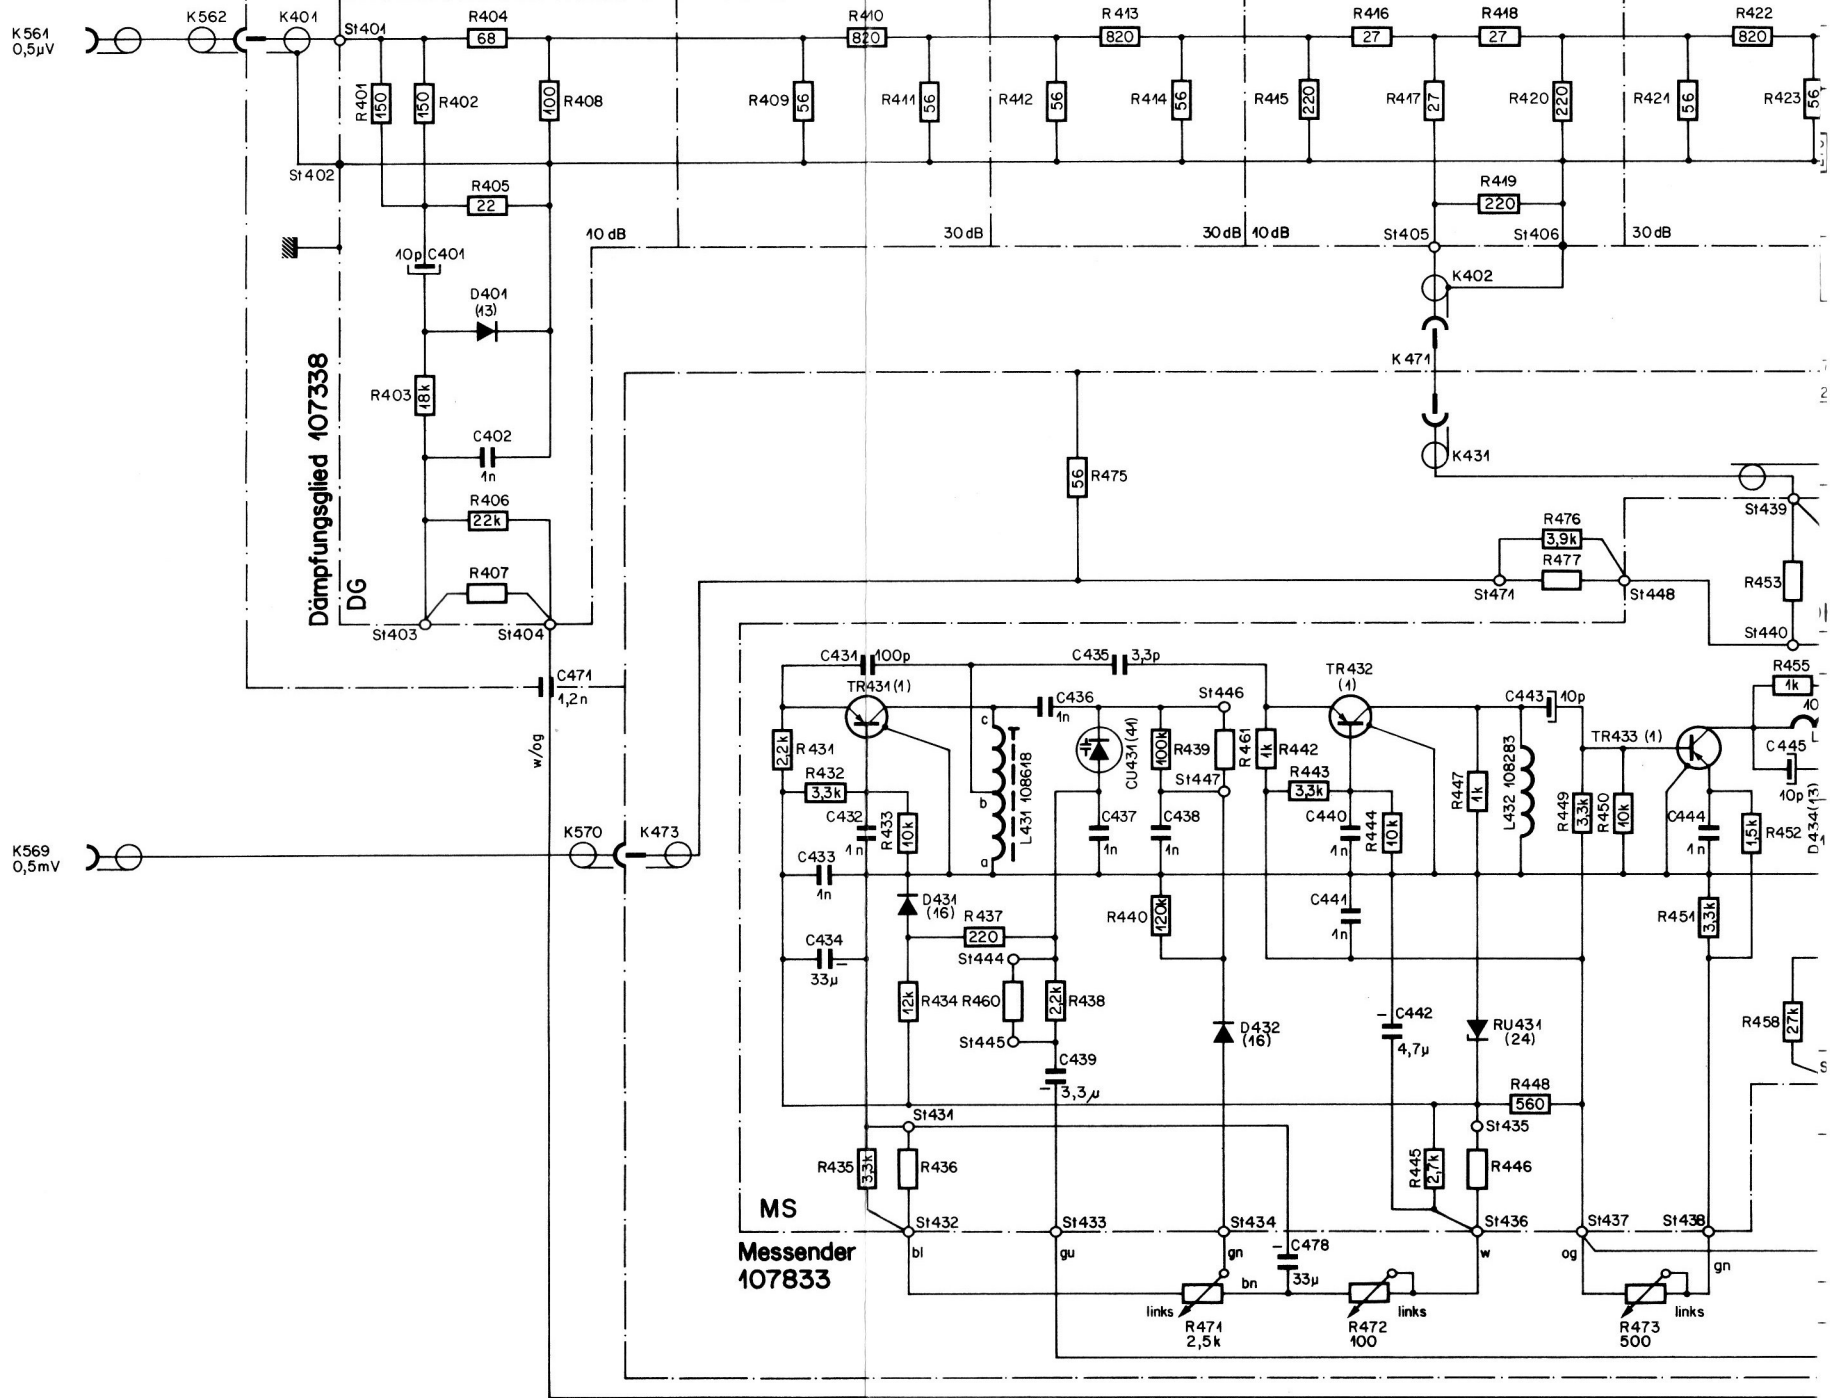 K561
0,5µV
K562
K401
St401
R404
68
R410
820
R413
820
R416
27
R418
27
R422
820
R401
150
150
R402
100
R408
R409
56
R411
56
R412
56
R414
56
R415
220
R417
27
R420
220
R421
56
R423
56
St402
R405
22
R419
220
10 dB
30 dB
30 dB
10 dB
St405
St406
30 dB
10p C401
K402
D401
(13)
K471
R403
18k
Dämpfungsglied 107338
DG
C402
1n
K431
56
R475
R406
22k
St439
R476
3,9k
R407
R477
R453
St471
St448
St403
St404
St440
C471
1,2n
w/og
C431
100p
C435
3,3p
TR432
(1)
R455
1k
TR431(1)
C436
1n
St446
C443
10p
10
c
L
2,2k
R431
CU431(41)
100k
R439
R461
1k
R442
TR433 (1)
C445
10p
R432
3,3k
St447
R443
3,3k
R447
1k
L432 108283
b
L431 108618
R449
3,3k
R450
10k
C432
1n
R433
10k
C437
1n
C438
1n
C440
1n
R444
10k
C444
1n
1,5k
R452
D434(13)
K569
0,5mV
K570
K473
C433
1n
a
D431
(16)
R437
220
R440
120k
C441
1n
R451
3,3k
C434
33µ
St444
12k
R434
R460
2,2k
R438
C442
4,7µ
RU431
(24)
R458
27k
St445
D432
(16)
C439
3,3µ
R448
560
St431
St435
R435
3,3k
R436
R445
2,7k
R446
MS
St432
St433
St434
St436
St437
St438
Messender
107833
bl
gu
gn
C478
33µ
w
og
gn
bn
links
links
links
R471
2,5k
R472
100
R473
500